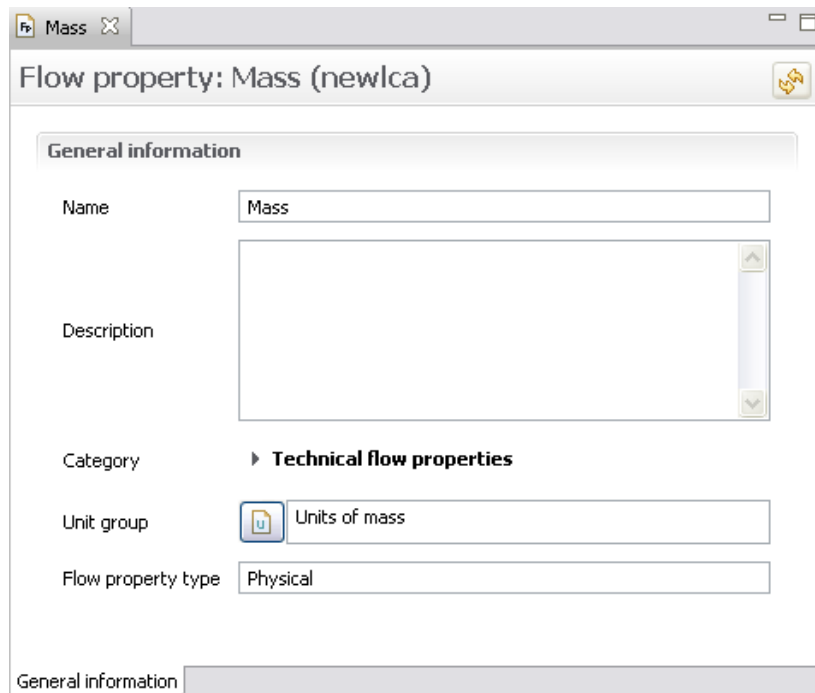 Fp Mass
Flow property: Mass (newlca)
General information
Name Mass
Description
Category Technical flow properties
Unit group u Units of mass
Flow property type Physical
General information